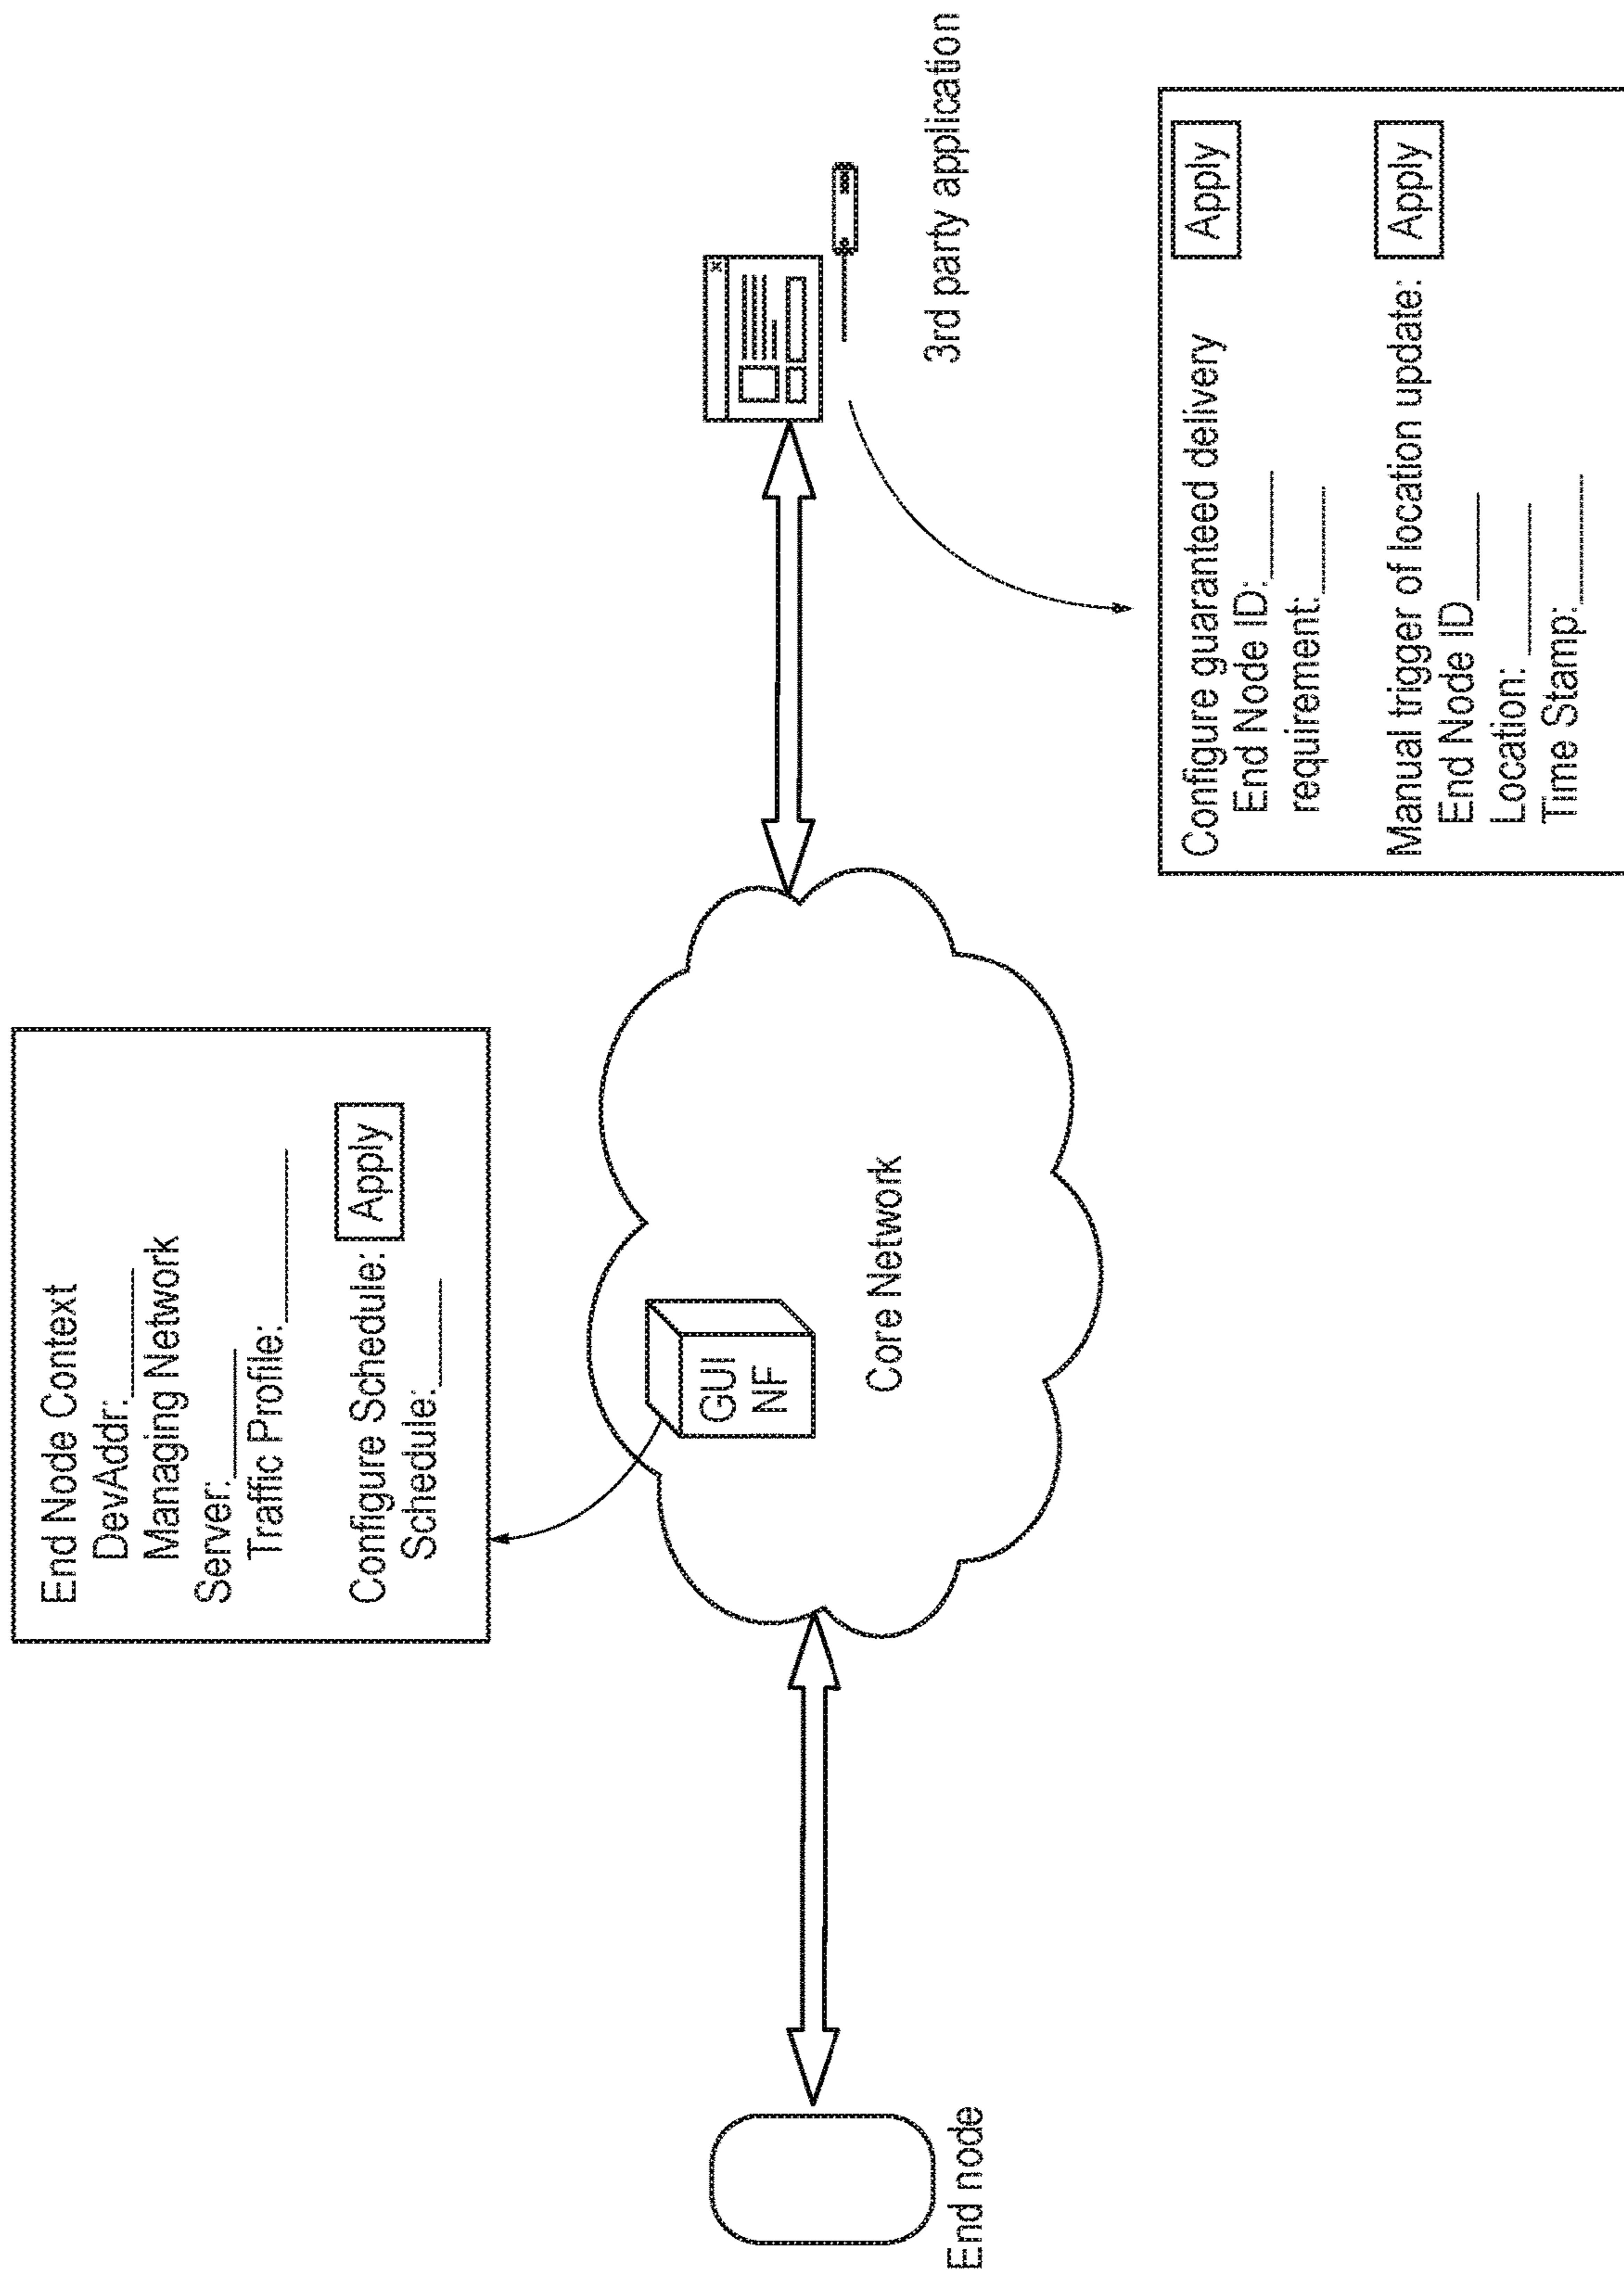 End Node Context
DevAddr:
Managing Network
Server:
Traffic Profile:
Configure Schedule: Apply
Schedule:
GUI
NF
Core Network
End node
x
3rd party application
Configure guaranteed delivery Apply
End Node ID:
requirement:
Manual trigger of location update: Apply
End Node ID
Location:
Time Stamp: